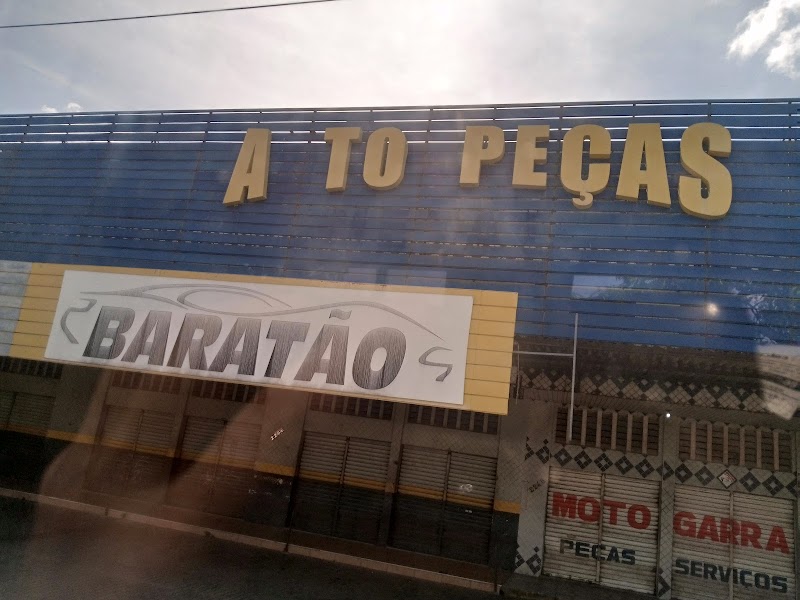 A TO PEÇAS
BARATÃO
MOTO GARRA
PEÇAS SERVIÇOS